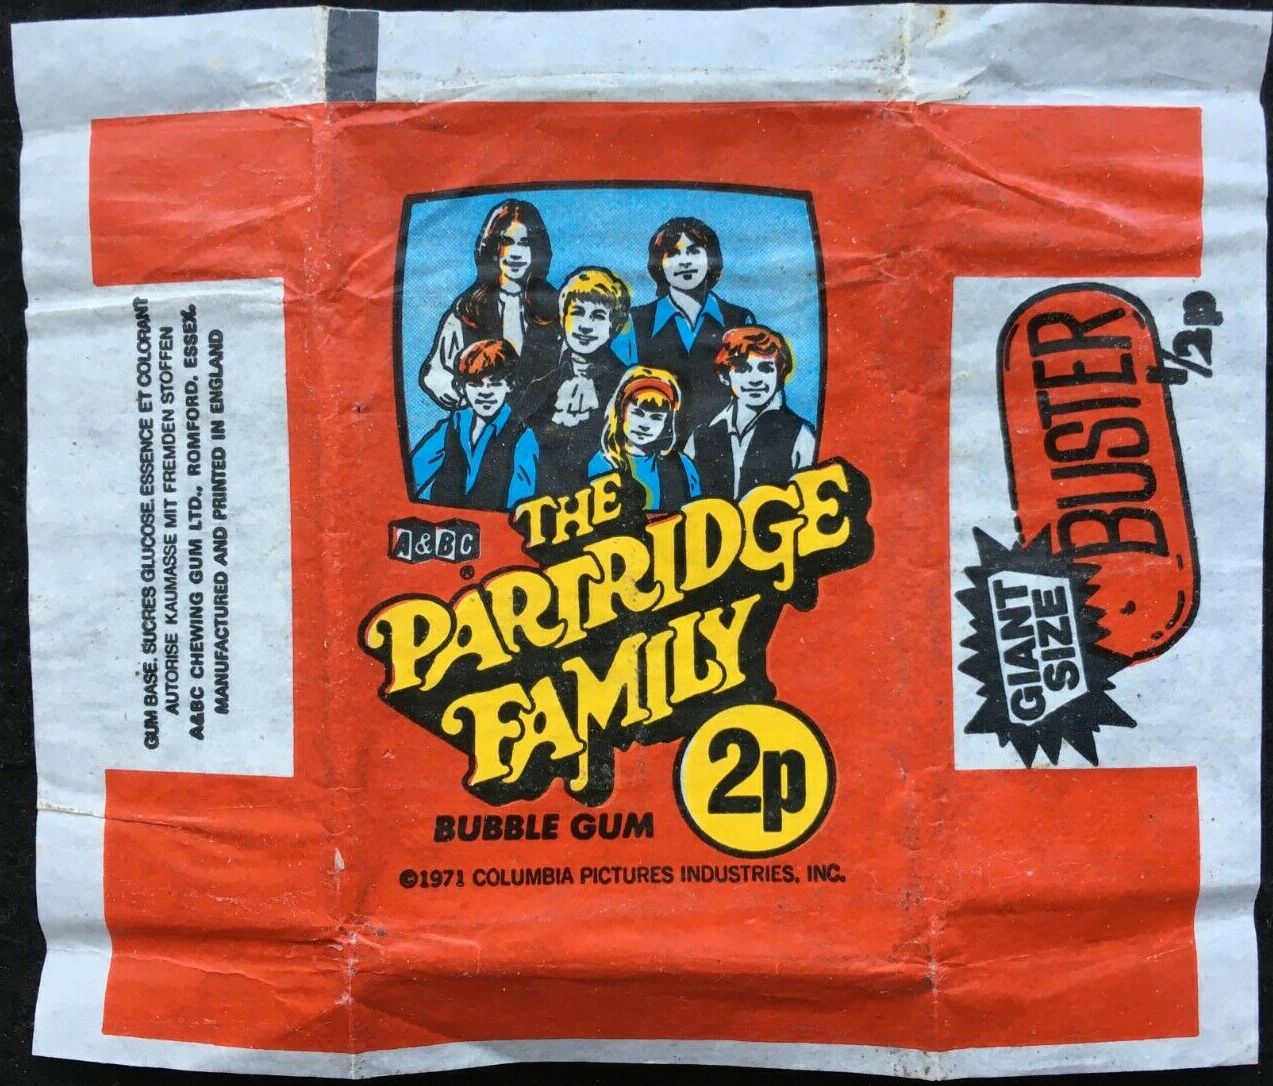 GUM BASE. SUCRES GLUCOSE. ESSENCE ET COLORANT
AUTORISE KAUMASSE MIT FREMDEN STOFFEN
A&BC CHEWING GUM LTD., ROMFORD. ESSEX.
MANUFACTURED AND PRINTED IN ENGLAND
A&BC
®
THE
PARTRIDGE
FAMILY
2p
BUBBLE GUM
©1971 COLUMBIA PICTURES INDUSTRIES, INC.
BUSTER
1/2p
GIANT
SIZE